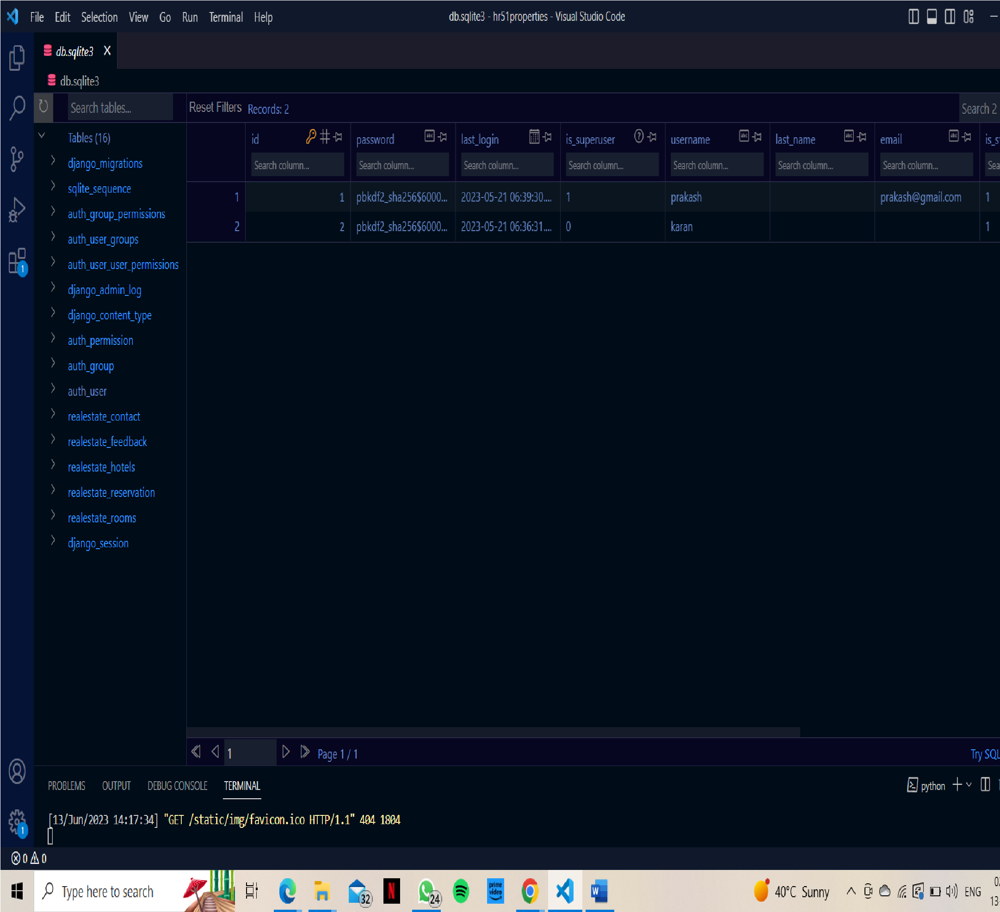 File Edit Selection View Go Run Terminal Help db.sqlite3 - hr51properties - Visual Studio Code
db.sqlite3
db.sqlite3
Search tables... Reset Filters Records: 2 Search 2
Tables (16) id password last_login is_superuser username last_name email is_s
Search column... Search column... Search column... Search column... Search column... Search column... Search column... Sea
django_migrations
sqlite_sequence
1 1 pbkdf2_sha256$6000... 2023-05-21 06:39:30.... 1 prakash prakash@gmail.com 1
auth_group_permissions
2 2 pbkdf2_sha256$6000... 2023-05-21 06:36:31.... 0 karan 1
auth_user_groups
auth_user_user_permissions
django_admin_log
django_content_type
auth_permission
auth_group
auth_user
realestate_contact
realestate_feedback
realestate_hotels
realestate_reservation
realestate_rooms
django_session
1 Page 1 / 1 Try SQL
PROBLEMS OUTPUT DEBUG CONSOLE TERMINAL python
[13/Jun/2023 14:17:34] "GET /static/img/favicon.ico HTTP/1.1" 404 1804
0 0
Type here to search 32 N 24 prime video W 40°C Sunny ENG
13-